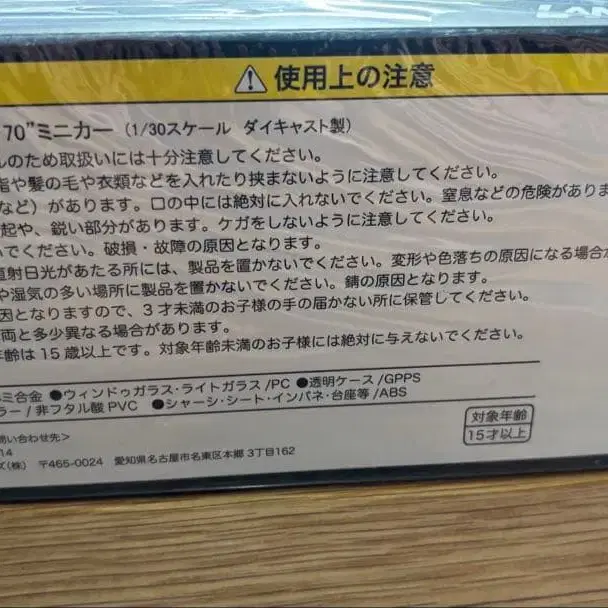 LAN
⚠ 使用上の注意
70”ミニカー（1/30スケール ダイキャスト製）
ルのため取扱いには十分注意してください。
指や髪の毛や衣類などを入れたり挟まないように注意してください。
など）があります。口の中には絶対に入れないでください。窒息などの危険がありま
起や、鋭い部分があります。ケガをしないように注意してください。
いでください。破損・故障の原因となります。
直射日光があたる所には、製品を置かないでください。変形や色落ちの原因になる場合が
や湿気の多い場所に製品を置かないでください。錆の原因となります。
因となりますので、３才未満のお子様の手の届かない所に保管してください。
両と多少異なる場合があります。
年齢は15歳以上です。対象年齢未満のお子様には絶対に与えないでください。
ミ合金 ●ウィンドゥガラス・ライトガラス/PC ●透明ケース/GPPS
ラー/非フタル酸PVC ●シャーシ・シート・インパネ・台座等/ABS
問い合わせ先＞
14
ズ(株) 〒465-0024 愛知県名古屋市名東区本郷3丁目162
対象年齢
15才以上